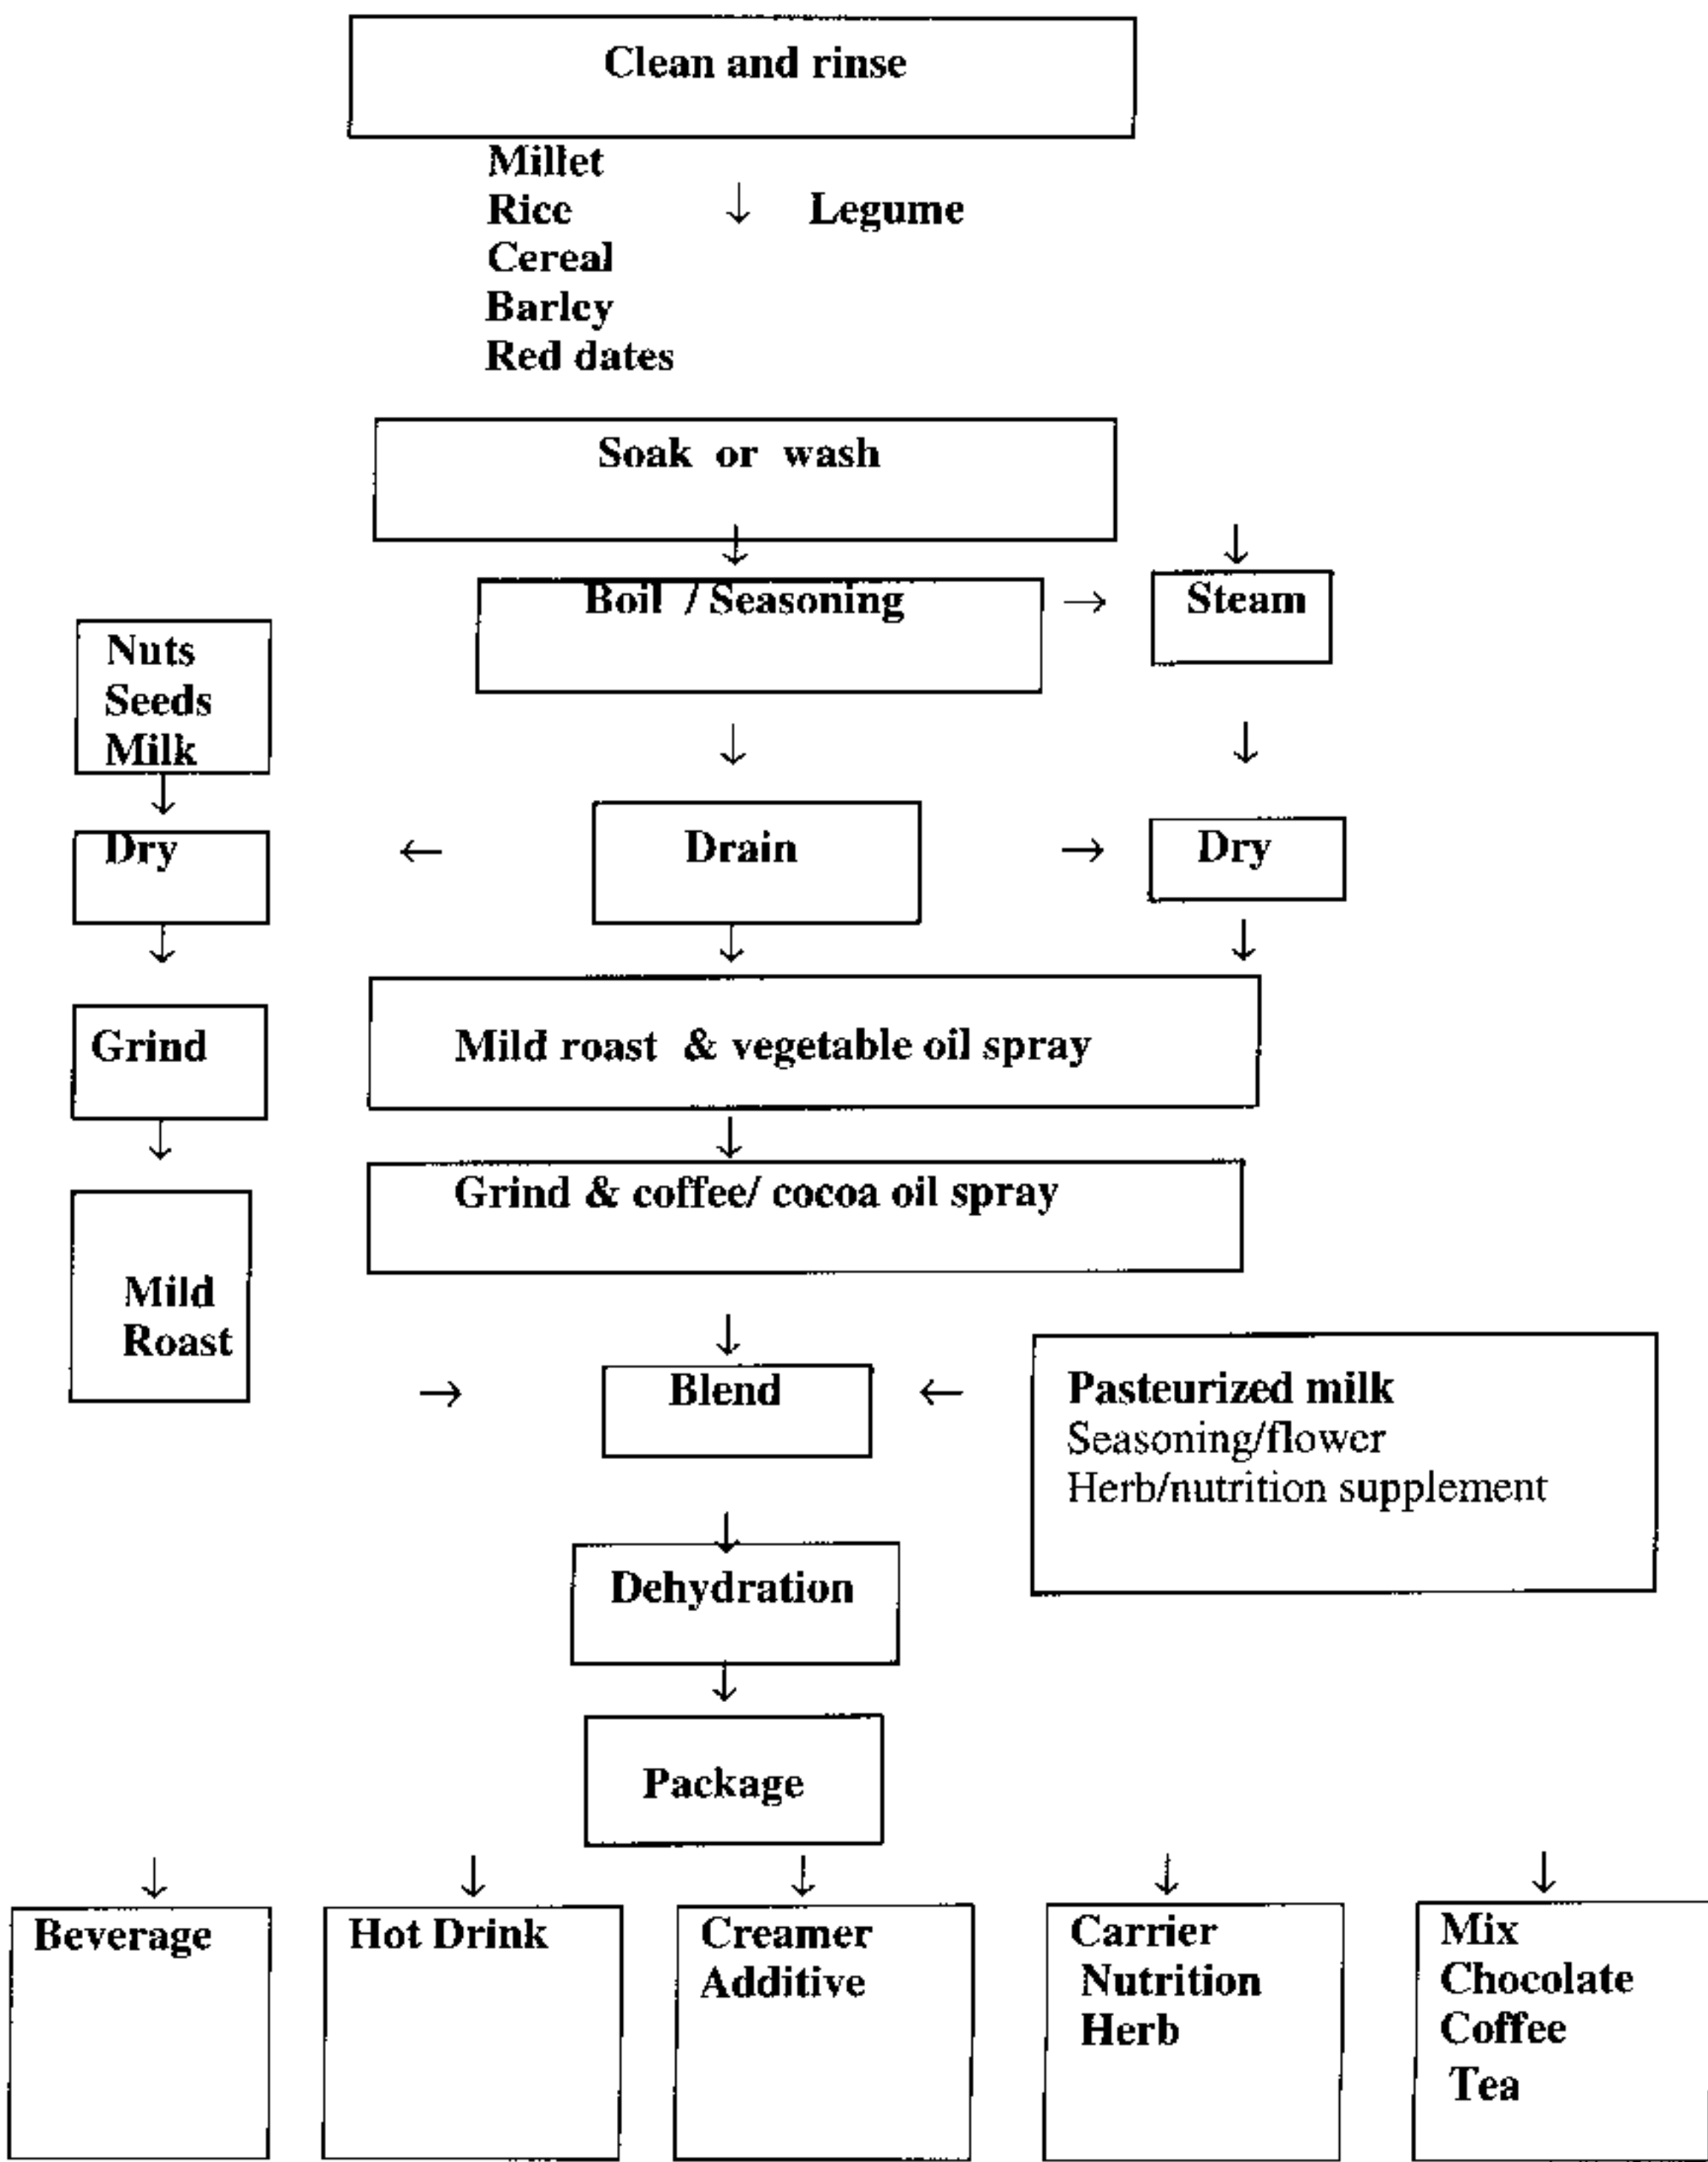 Clean and rinse
Millet
Rice ↓ Legume
Cereal
Barley
Red dates
Soak or wash
↓ ↓
Boil / Seasoning → Steam
Nuts
Seeds
Milk
↓ ↓
↓
Dry ← Drain → Dry
↓ ↓ ↓
Grind
Mild roast & vegetable oil spray
↓ ↓
Grind & coffee/ cocoa oil spray
Mild
Roast
↓
→ Blend ←
Pasteurized milk
Seasoning/flower
Herb/nutrition supplement
↓
Dehydration
↓
Package
↓ ↓ ↓ ↓ ↓
Beverage
Hot Drink
Creamer
Additive
Carrier
Nutrition
Herb
Mix
Chocolate
Coffee
Tea